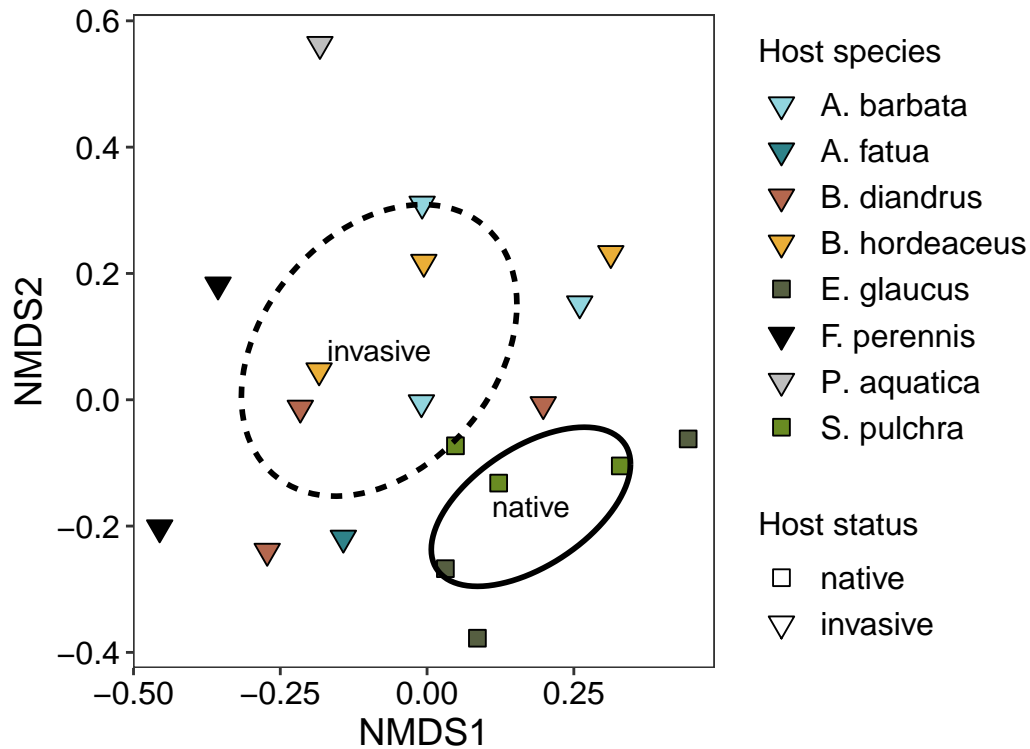 0.6
0.4
0.2
0.0
−0.2
−0.4
NMDS2
invasive
native
−0.50
−0.25
0.00
0.25
NMDS1
Host species
A. barbata
A. fatua
B. diandrus
B. hordeaceus
E. glaucus
F. perennis
P. aquatica
S. pulchra
Host status
native
invasive